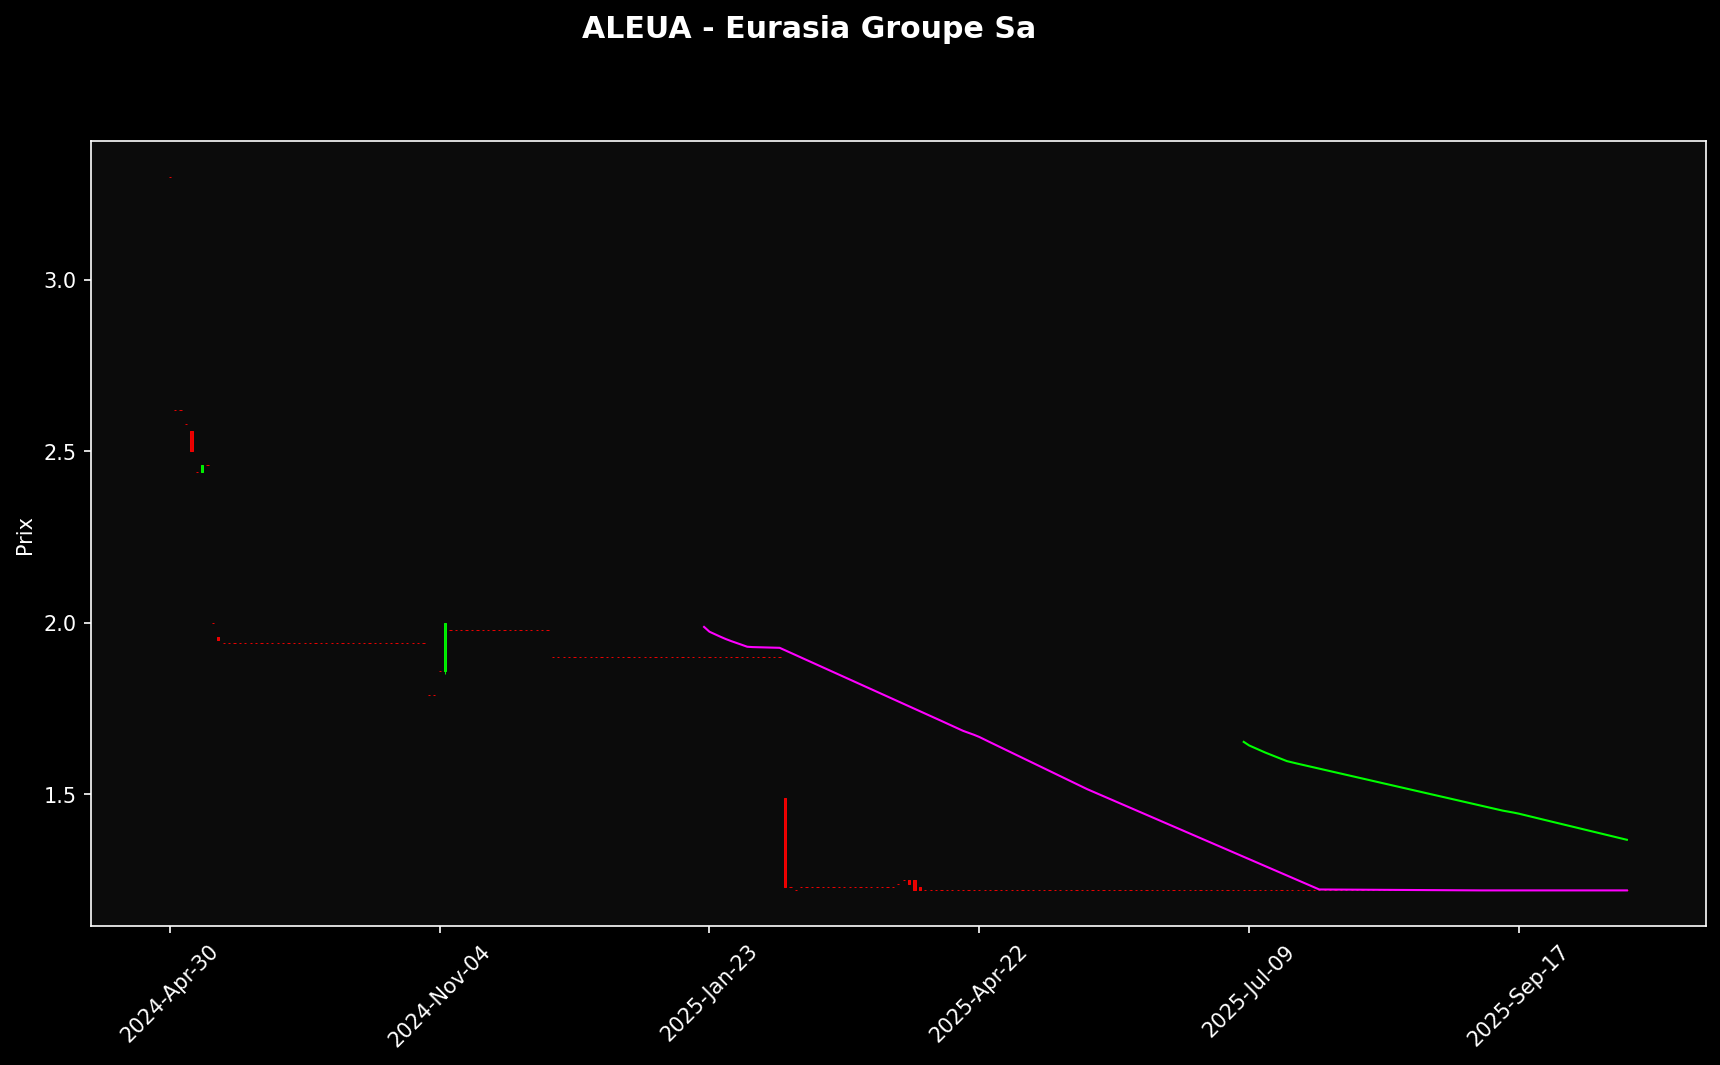 ALEUA - Eurasia Groupe Sa
Prix
3.0
2.5
2.0
1.5
2024-Apr-30
2024-Nov-04
2025-Jan-23
2025-Apr-22
2025-Jul-09
2025-Sep-17